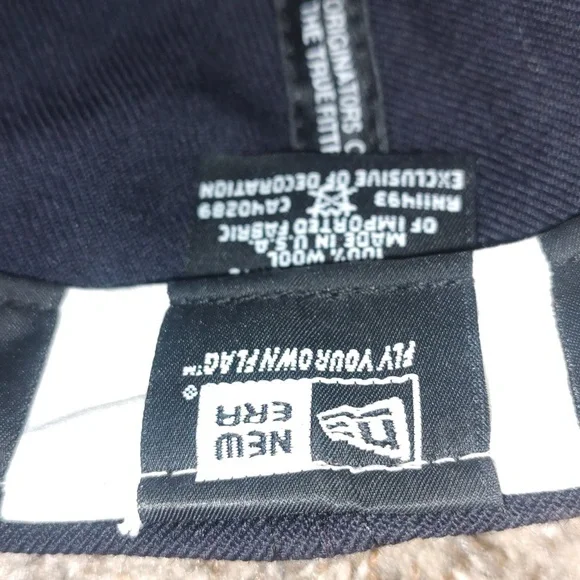 ORIGINATORS O
THE TRUE FITTE
100% WOOL
MADE IN U.S.A.
OF IMPORTED FABRIC
RN11493 CA40289
EXCLUSIVE OF DECORATION
NEW
ERA
®
FLY YOUR OWN FLAG™